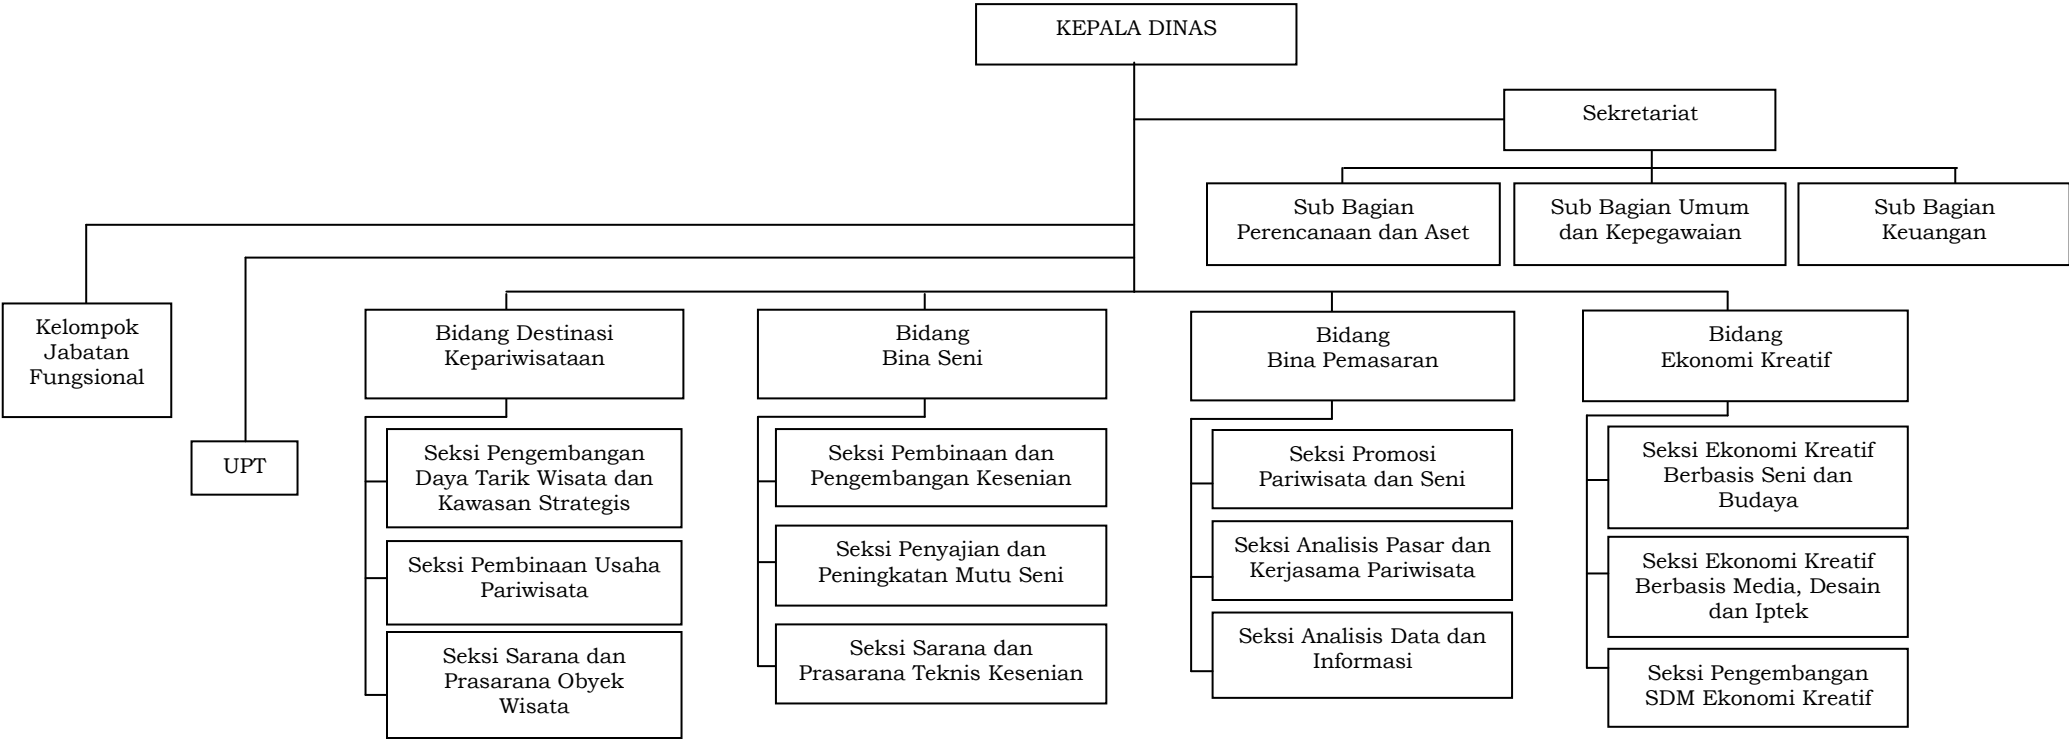 KEPALA DINAS
Sekretariat
Sub Bagian
Perencanaan dan Aset
Sub Bagian Umum
dan Kepegawaian
Sub Bagian
Keuangan
Kelompok
Jabatan
Fungsional
UPT
Bidang Destinasi
Kepariwisataan
Seksi Pengembangan
Daya Tarik Wisata dan
Kawasan Strategis
Seksi Pembinaan Usaha
Pariwisata
Seksi Sarana dan
Prasarana Obyek
Wisata
Bidang
Bina Seni
Seksi Pembinaan dan
Pengembangan Kesenian
Seksi Penyajian dan
Peningkatan Mutu Seni
Seksi Sarana dan
Prasarana Teknis Kesenian
Bidang
Bina Pemasaran
Seksi Promosi
Pariwisata dan Seni
Seksi Analisis Pasar dan
Kerjasama Pariwisata
Seksi Analisis Data dan
Informasi
Bidang
Ekonomi Kreatif
Seksi Ekonomi Kreatif
Berbasis Seni dan
Budaya
Seksi Ekonomi Kreatif
Berbasis Media, Desain
dan Iptek
Seksi Pengembangan
SDM Ekonomi Kreatif